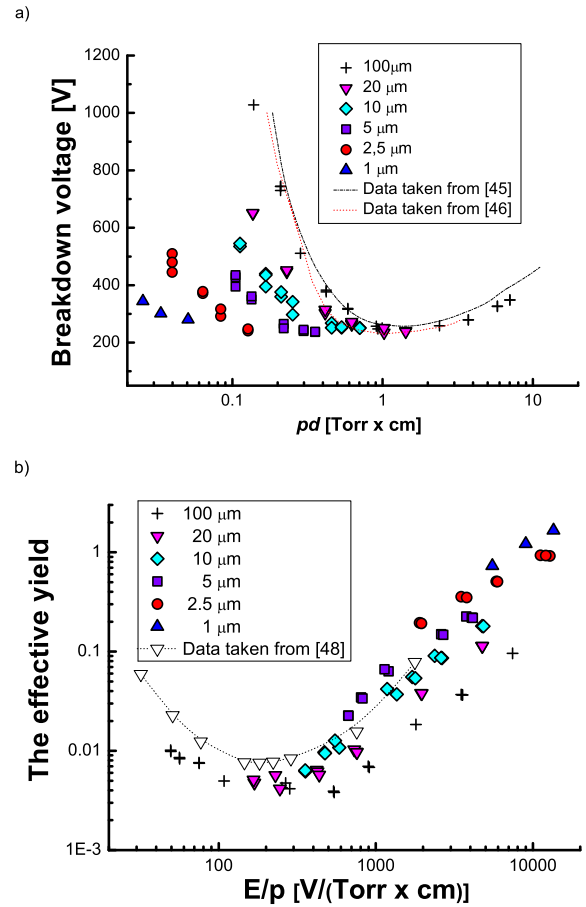 a)
1200
1000
800
600
400
200
Breakdown voltage [V]
100μm
20 μm
10 μm
5 μm
2,5 μm
1 μm
Data taken from [45]
Data taken from [46]
0.1
1
10
pd [Torr x cm]
b)
100 μm
20 μm
10 μm
5 μm
2.5 μm
1 μm
Data taken from [48]
1
0.1
0.01
1E-3
The effective yield
100
1000
10000
E/p [V/(Torr x cm)]